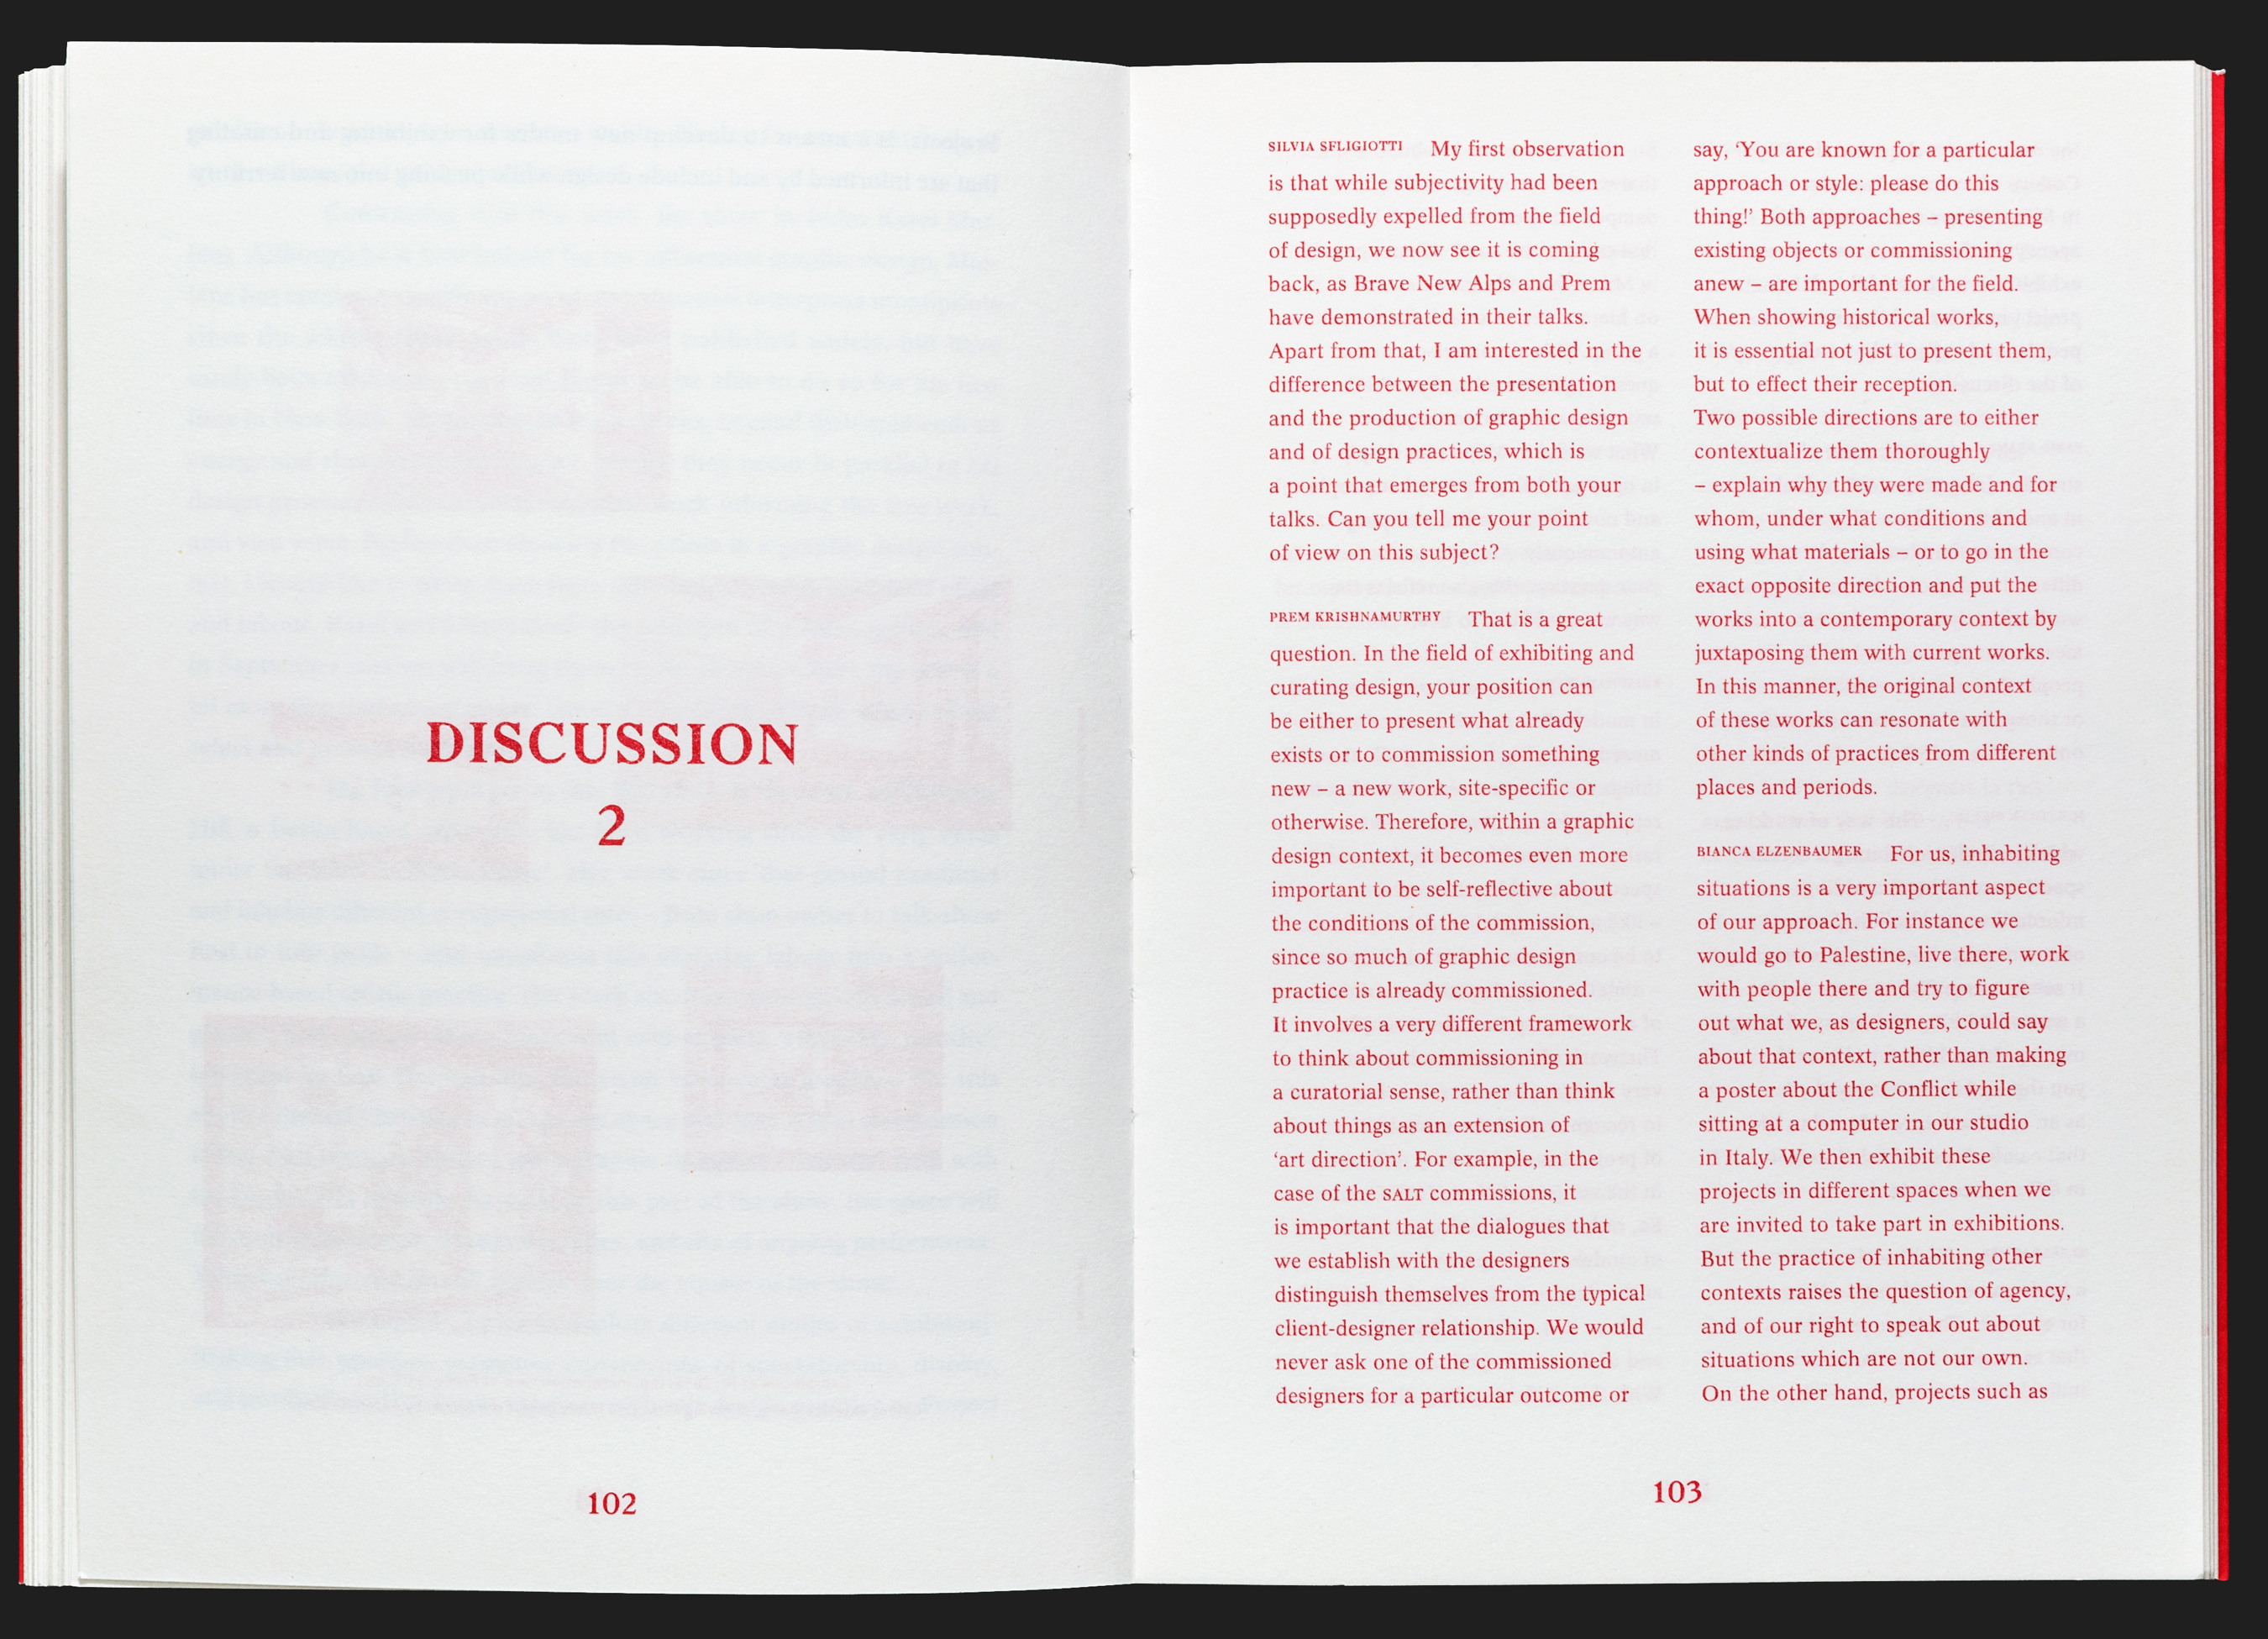 DISCUSSION
2
102
SILVIA SFLIGIOTTI My first observation
is that while subjectivity had been
supposedly expelled from the field
of design, we now see it is coming
back, as Brave New Alps and Prem
have demonstrated in their talks.
Apart from that, I am interested in the
difference between the presentation
and the production of graphic design
and of design practices, which is
a point that emerges from both your
talks. Can you tell me your point
of view on this subject?
PREM KRISHNAMURTHY That is a great
question. In the field of exhibiting and
curating design, your position can
be either to present what already
exists or to commission something
new – a new work, site-specific or
otherwise. Therefore, within a graphic
design context, it becomes even more
important to be self-reflective about
the conditions of the commission,
since so much of graphic design
practice is already commissioned.
It involves a very different framework
to think about commissioning in
a curatorial sense, rather than think
about things as an extension of
‘art direction’. For example, in the
case of the SALT commissions, it
is important that the dialogues that
we establish with the designers
distinguish themselves from the typical
client-designer relationship. We would
never ask one of the commissioned
designers for a particular outcome or
say, ‘You are known for a particular
approach or style: please do this
thing!’ Both approaches – presenting
existing objects or commissioning
anew – are important for the field.
When showing historical works,
it is essential not just to present them,
but to effect their reception.
Two possible directions are to either
contextualize them thoroughly
– explain why they were made and for
whom, under what conditions and
using what materials – or to go in the
exact opposite direction and put the
works into a contemporary context by
juxtaposing them with current works.
In this manner, the original context
of these works can resonate with
other kinds of practices from different
places and periods.
BIANCA ELZENBAUMER For us, inhabiting
situations is a very important aspect
of our approach. For instance we
would go to Palestine, live there, work
with people there and try to figure
out what we, as designers, could say
about that context, rather than making
a poster about the Conflict while
sitting at a computer in our studio
in Italy. We then exhibit these
projects in different spaces when we
are invited to take part in exhibitions.
But the practice of inhabiting other
contexts raises the question of agency,
and of our right to speak out about
situations which are not our own.
On the other hand, projects such as
103